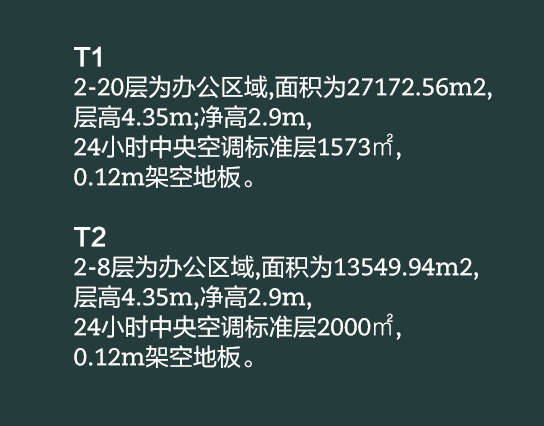 T1
2-20层为办公区域,面积为27172.56m2,
层高4.35m;净高2.9m,
24小时中央空调标准层1573㎡,
0.12m架空地板。
T2
2-8层为办公区域,面积为13549.94m2,
层高4.35m,净高2.9m,
24小时中央空调标准层2000㎡,
0.12m架空地板。